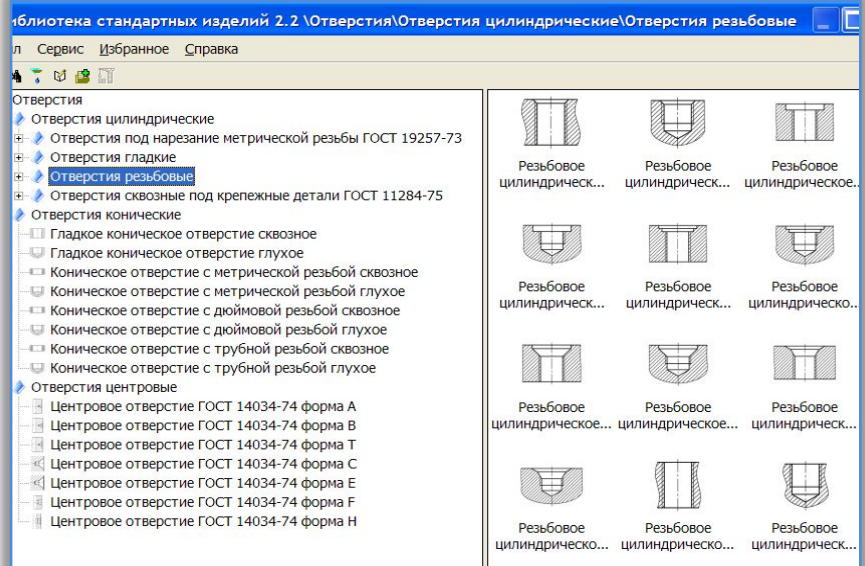 иблиотека стандартных изделий 2.2 \Отверстия\Отверстия цилиндрические\Отверстия резьбовые
л Сервис Избранное Справка
Отверстия
Отверстия цилиндрические
Отверстия под нарезание метрической резьбы ГОСТ 19257-73
Отверстия гладкие
Отверстия резьбовые
Отверстия сквозные под крепежные детали ГОСТ 11284-75
Отверстия конические
Гладкое коническое отверстие сквозное
Гладкое коническое отверстие глухое
Коническое отверстие с метрической резьбой сквозное
Коническое отверстие с метрической резьбой глухое
Коническое отверстие с дюймовой резьбой сквозное
Коническое отверстие с дюймовой резьбой глухое
Коническое отверстие с трубной резьбой сквозное
Коническое отверстие с трубной резьбой глухое
Отверстия центровые
Центровое отверстие ГОСТ 14034-74 форма A
Центровое отверстие ГОСТ 14034-74 форма B
Центровое отверстие ГОСТ 14034-74 форма T
Центровое отверстие ГОСТ 14034-74 форма C
Центровое отверстие ГОСТ 14034-74 форма E
Центровое отверстие ГОСТ 14034-74 форма F
Центровое отверстие ГОСТ 14034-74 форма H
Резьбовое Резьбовое Резьбовое
цилиндрическ... цилиндрическ... цилиндрическое..
Резьбовое Резьбовое Резьбовое
цилиндрическ... цилиндрическ... цилиндрическо...
Резьбовое Резьбовое Резьбовое
цилиндрическое... цилиндрическое... цилиндрическ...
Резьбовое Резьбовое Резьбовое
цилиндрическо... цилиндрическо... цилиндрическ...